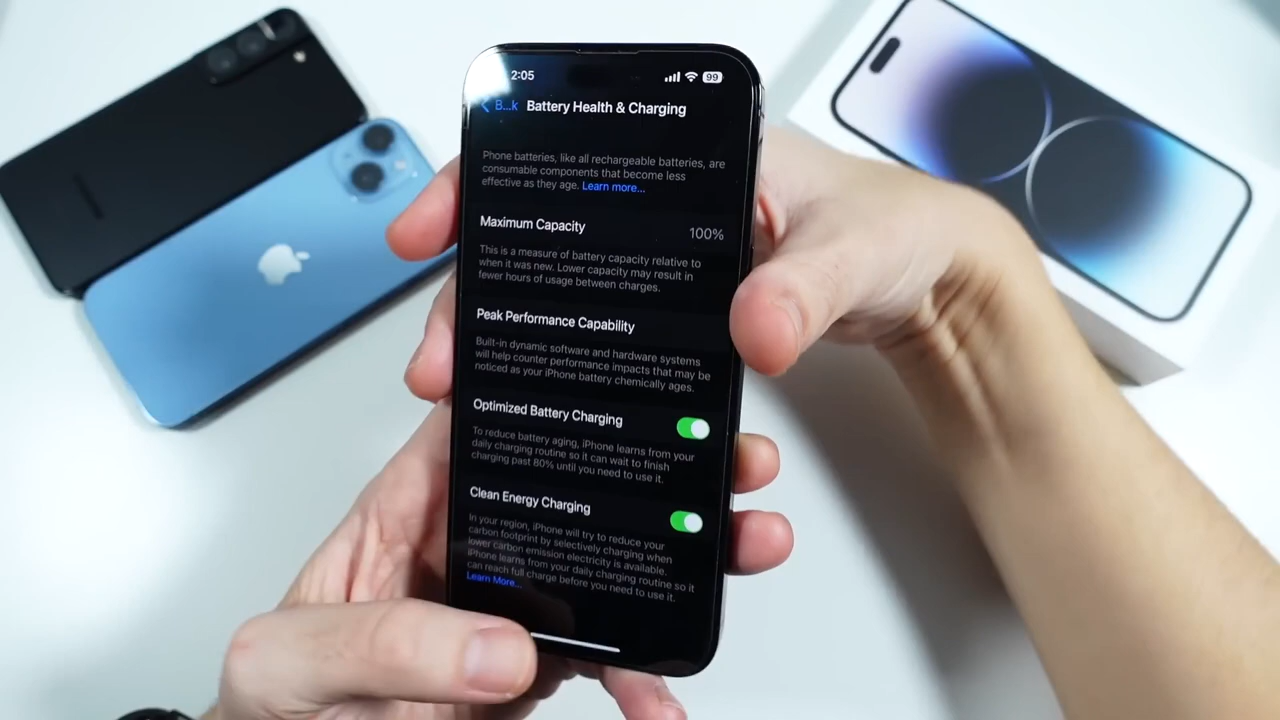 2:05
99
B...k Battery Health & Charging
Phone batteries, like all rechargeable batteries, are
consumable components that become less
effective as they age. Learn more...
Maximum Capacity 100%
This is a measure of battery capacity relative to
when it was new. Lower capacity may result in
fewer hours of usage between charges.
Peak Performance Capability
Built-in dynamic software and hardware systems
will help counter performance impacts that may be
noticed as your iPhone battery chemically ages.
Optimized Battery Charging
To reduce battery aging, iPhone learns from your
daily charging routine so it can wait to finish
charging past 80% until you need to use it.
Clean Energy Charging
In your region, iPhone will try to reduce your
carbon footprint by selectively charging when
lower carbon emission electricity is available.
iPhone learns from your daily charging routine so it
can reach full charge before you need to use it.
Learn More...